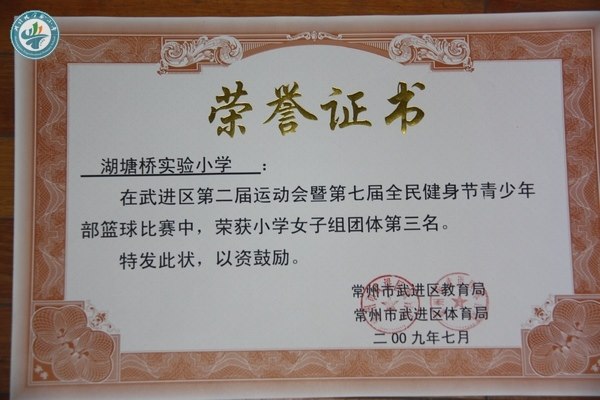 荣誉证书
湖塘桥实验小学：
在武进区第二届运动会暨第七届全民健身节青少年
部篮球比赛中，荣获小学女子组团体第三名。
特发此状，以资鼓励。
常州市武进区教育局
常州市武进区体育局
二00九年七月